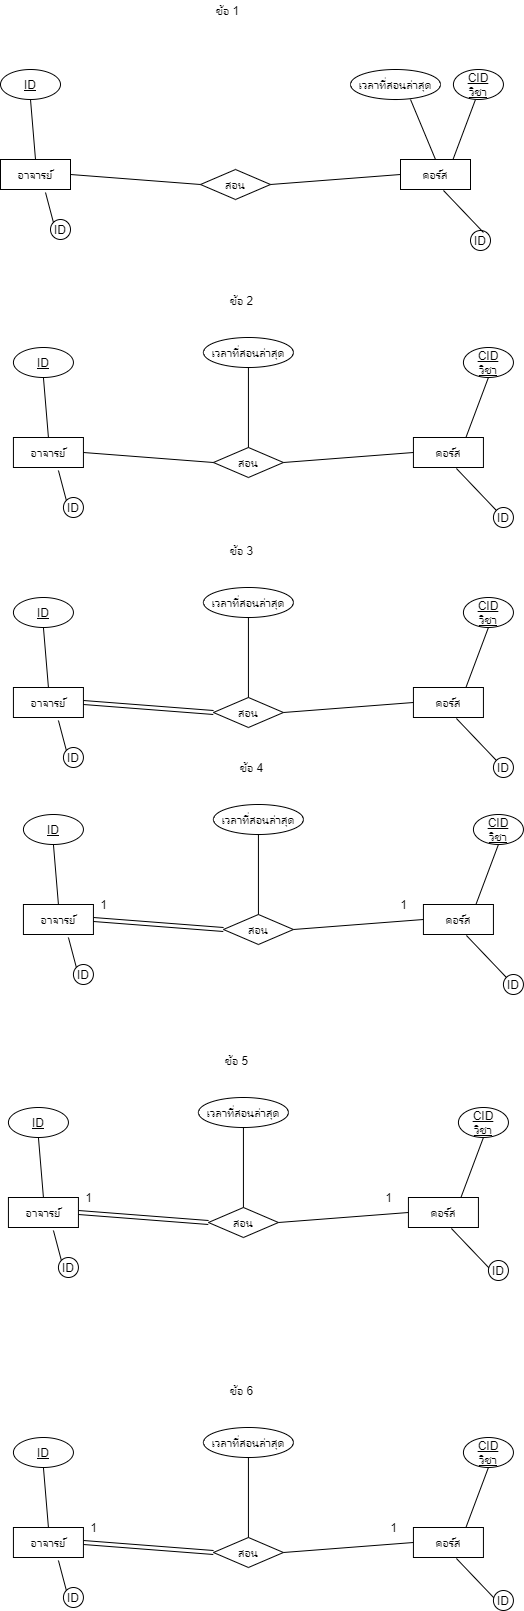 ข้อ 1
ID
เวลาที่สอนล่าสุด
CID
วิชา
อาจารย์
สอน
คอร์ส
ID
ID
ข้อ 2
ID
เวลาที่สอนล่าสุด
CID
วิชา
อาจารย์
สอน
คอร์ส
ID
ID
ข้อ 3
ID
เวลาที่สอนล่าสุด
CID
วิชา
อาจารย์
สอน
คอร์ส
ID
ID
ข้อ 4
ID
เวลาที่สอนล่าสุด
CID
วิชา
1
1
อาจารย์
สอน
คอร์ส
ID
ID
ข้อ 5
ID
เวลาที่สอนล่าสุด
CID
วิชา
1
1
อาจารย์
สอน
คอร์ส
ID
ID
ข้อ 6
ID
เวลาที่สอนล่าสุด
CID
วิชา
1
1
อาจารย์
สอน
คอร์ส
ID
ID